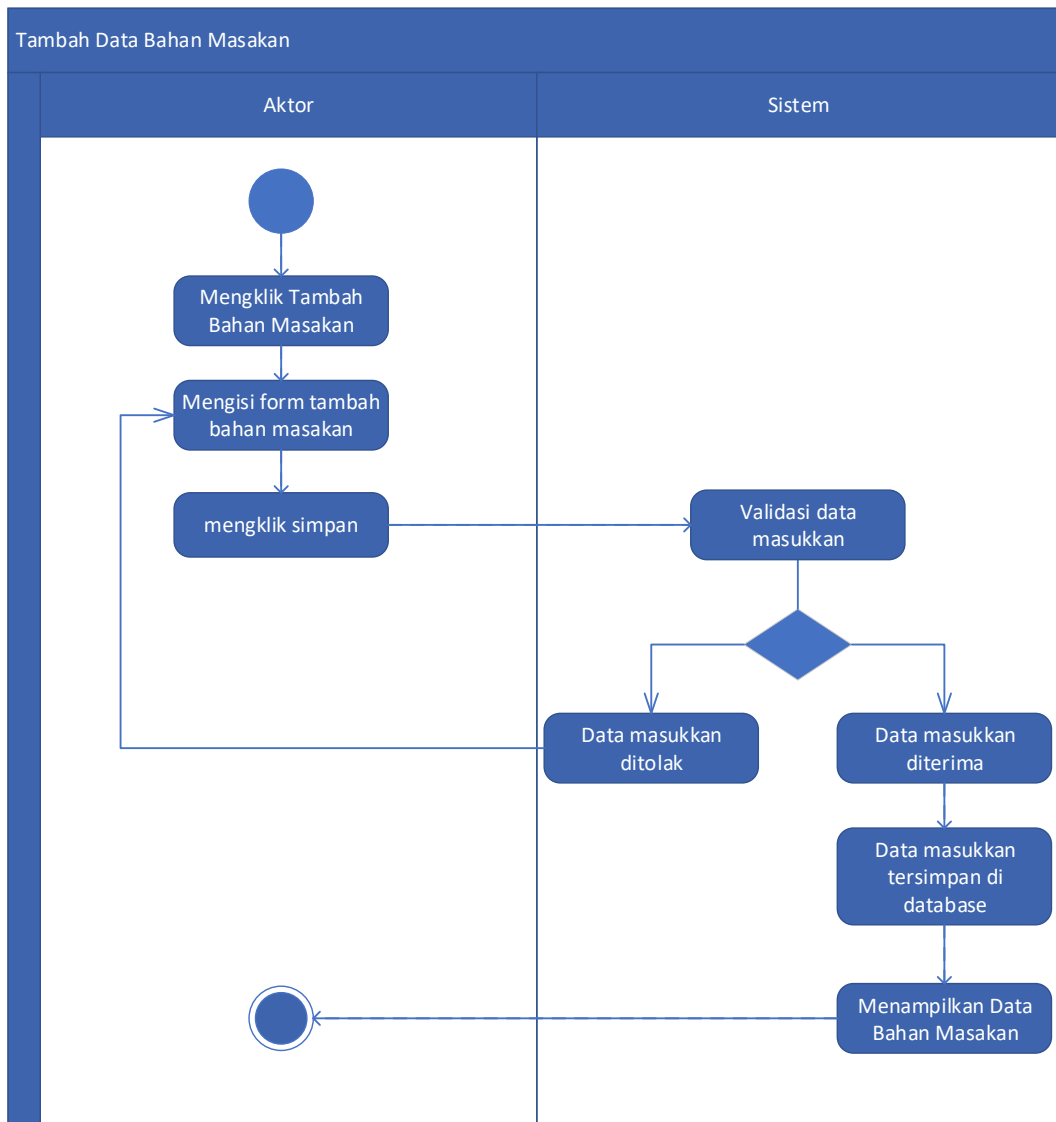 Tambah Data Bahan Masakan
Aktor
Sistem
Mengklik Tambah
Bahan Masakan
Mengisi form tambah
bahan masakan
mengklik simpan
Validasi data
masukkan
Data masukkan
ditolak
Data masukkan
diterima
Data masukkan
tersimpan di
database
Menampilkan Data
Bahan Masakan